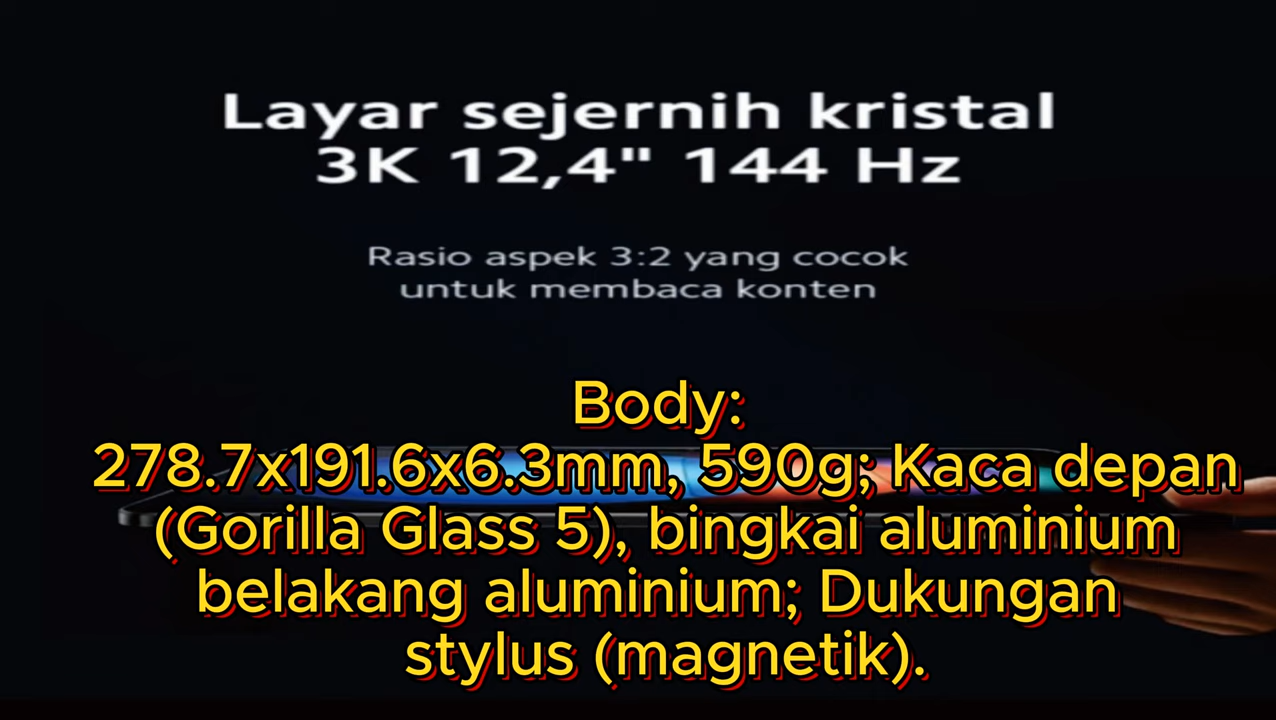 Layar sejernih kristal
3K 12,4" 144 Hz
Rasio aspek 3:2 yang cocok
untuk membaca konten
Body:
278.7x191.6x6.3mm, 590g; Kaca depan
(Gorilla Glass 5), bingkai aluminium
belakang aluminium; Dukungan
stylus (magnetik).